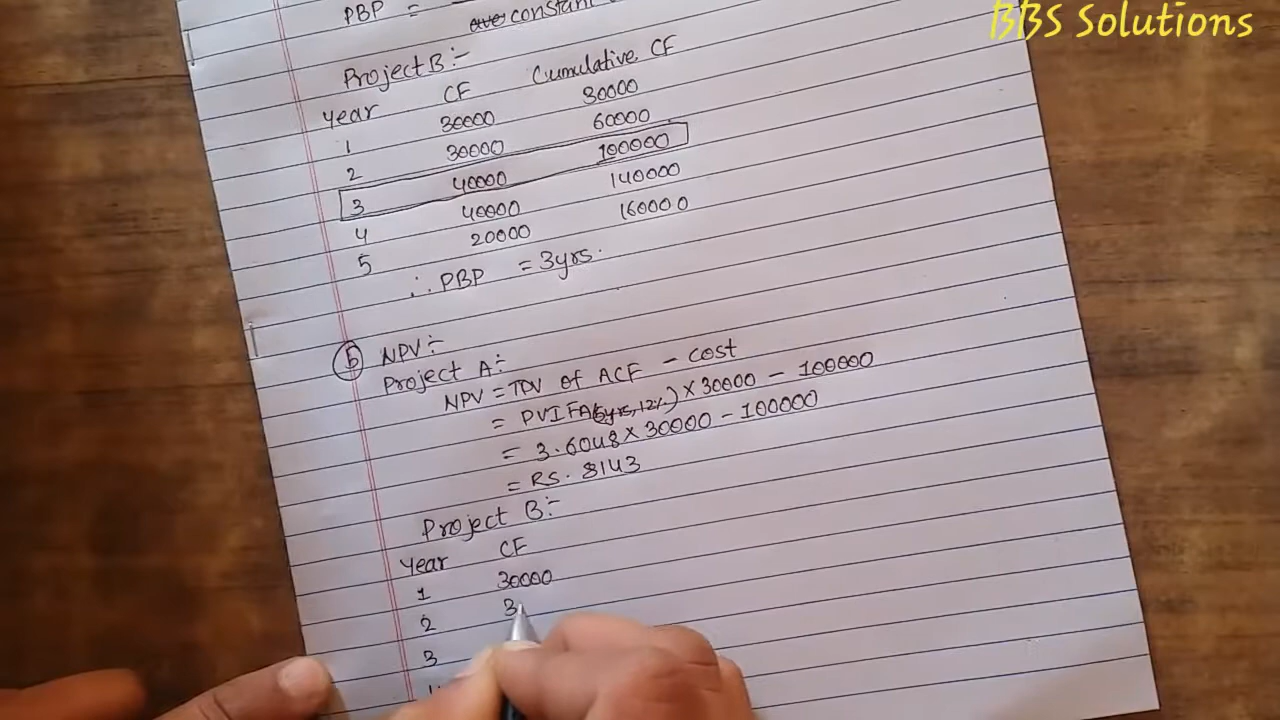 BBS Solutions
PBP =
constant
Project B:-
Year CF Cumulative CF
1 30000 30000
2 30000 60000
3 40000 100000
4 40000 140000
5 20000 160000
∴ PBP = 3yrs.
b NPV:-
Project A:-
NPV = TPV of ACF - cost
= PVIFA(5yrs, 12%) × 30000 - 100000
= 3.6048 × 30000 - 100000
= RS. 8143
Project B:-
Year CF
1 30000
2 3
3